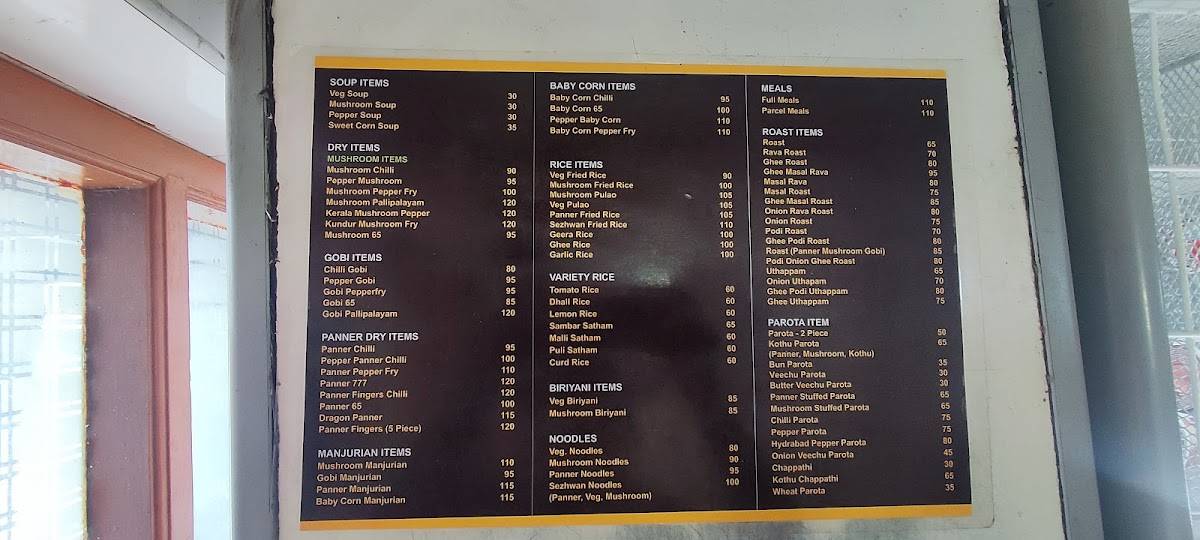 SOUP ITEMS
Veg Soup 30
Mushroom Soup 30
Pepper Soup 30
Sweet Corn Soup 35
DRY ITEMS
MUSHROOM ITEMS
Mushroom Chilli 90
Pepper Mushroom 95
Mushroom Pepper Fry 100
Mushroom Pallipalayam 120
Kerala Mushroom Pepper 120
Kundur Mushroom Fry 120
Mushroom 65 95
GOBI ITEMS
Chilli Gobi 80
Pepper Gobi 95
Gobi Pepperfry 95
Gobi 65 85
Gobi Pallipalayam 120
PANNER DRY ITEMS
Panner Chilli 95
Pepper Panner Chilli 100
Panner Pepper Fry 110
Panner 777 120
Panner Fingers Chilli 120
Panner 65 100
Dragon Panner 115
Panner Fingers (5 Piece) 120
MANJURIAN ITEMS
Mushroom Manjurian 110
Gobi Manjurian 95
Panner Manjurian 115
Baby Corn Manjurian 115
BABY CORN ITEMS
Baby Corn Chilli 95
Baby Corn 65 100
Pepper Baby Corn 110
Baby Corn Pepper Fry 110
RICE ITEMS
Veg Fried Rice 90
Mushroom Fried Rice 100
Mushroom Pulao 105
Veg Pulao 105
Panner Fried Rice 105
Sezhwan Fried Rice 110
Geera Rice 100
Ghee Rice 100
Garlic Rice 100
VARIETY RICE
Tomato Rice 60
Dhall Rice 60
Lemon Rice 60
Sambar Satham 65
Malli Satham 60
Puli Satham 60
Curd Rice 60
BIRIYANI ITEMS
Veg Biriyani 85
Mushroom Biriyani 85
NOODLES
Veg. Noodles 80
Mushroom Noodles 90
Panner Noodles 95
Sezhwan Noodles 100
(Panner, Veg, Mushroom)
MEALS
Full Meals 110
Parcel Meals 110
ROAST ITEMS
Roast 65
Rava Roast 70
Ghee Roast 80
Ghee Masal Rava 95
Masal Rava 80
Masal Roast 75
Ghee Masal Roast 85
Onion Rava Roast 80
Onion Roast 75
Podi Roast 70
Ghee Podi Roast 80
Roast (Panner Mushroom Gobi) 85
Podi Onion Ghee Roast 80
Uthappam 65
Onion Uthapam 70
Ghee Podi Uthappam 80
Ghee Uthappam 75
PAROTA ITEM
Parota - 2 Piece 50
Kothu Parota 65
(Panner, Mushroom, Kothu)
Bun Parota 35
Veechu Parota 30
Butter Veechu Parota 30
Panner Stuffed Parota 65
Mushroom Stuffed Parota 65
Chilli Parota 75
Pepper Parota 75
Hydrabad Pepper Parota 80
Onion Veechu Parota 45
Chappathi 30
Kothu Chappathi 65
Wheat Parota 35